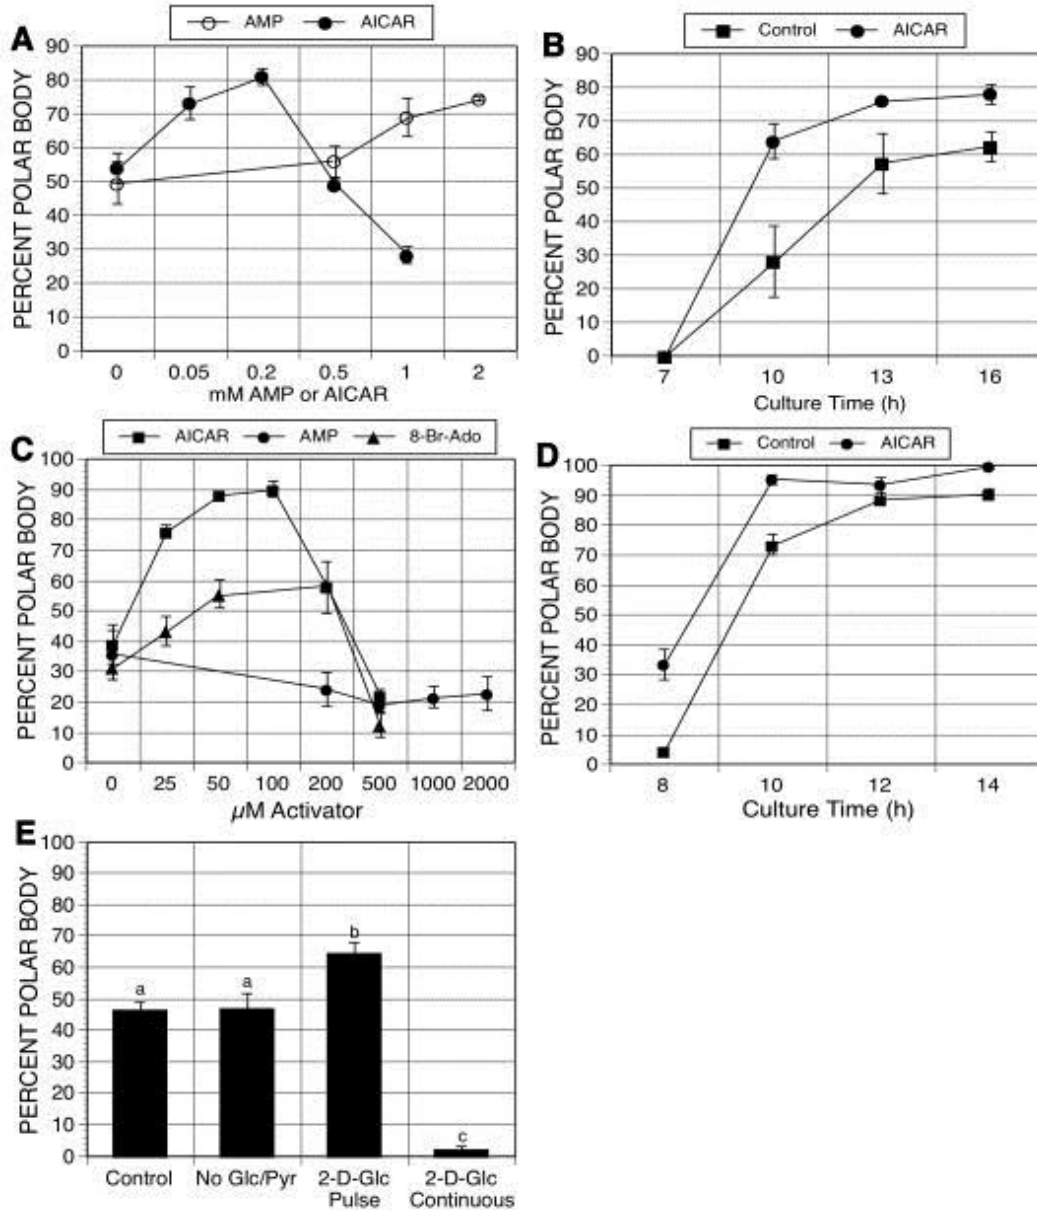 A
AMP AICAR
PERCENT POLAR BODY
90
80
70
60
50
40
30
20
10
0
0 0.05 0.2 0.5 1 2
mM AMP or AICAR
B
Control AICAR
PERCENT POLAR BODY
90
80
70
60
50
40
30
20
10
0
7 10 13 16
Culture Time (h)
C
AICAR AMP 8-Br-Ado
PERCENT POLAR BODY
100
90
80
70
60
50
40
30
20
10
0
0 25 50 100 200 500 1000 2000
µM Activator
D
Control AICAR
PERCENT POLAR BODY
100
90
80
70
60
50
40
30
20
10
0
8 10 12 14
Culture Time (h)
E
PERCENT POLAR BODY
100
90
80
70
60
50
40
30
20
10
0
a a b c
Control No Glc/Pyr 2-D-Glc 2-D-Glc
Pulse Continuous